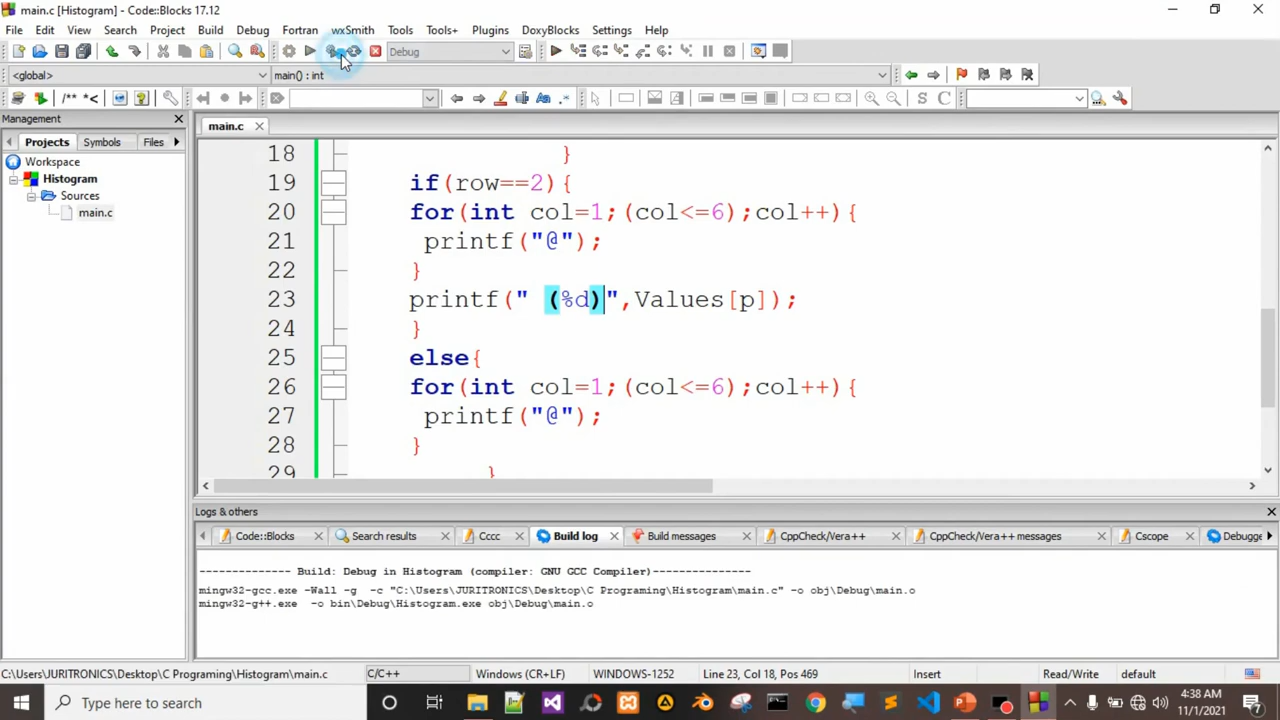 main.c [Histogram] - Code::Blocks 17.12
File Edit View Search Project Build Debug Fortran wxSmith Tools Tools+ Plugins DoxyBlocks Settings Help
Debug
<global> main() : int
/** *<
Aa .* S C
Management
main.c
Projects Symbols Files
Workspace
Histogram
Sources
main.c
18 }
19 if(row==2){
20 for(int col=1;(col<=6);col++){
21 printf("@");
22 }
23 printf(" (%d)",Values[p]);
24 }
25 else{
26 for(int col=1;(col<=6);col++){
27 printf("@");
28 }
29 }
Logs & others
Code::Blocks Search results Cccc Build log Build messages CppCheck/Vera++ CppCheck/Vera++ messages Cscope Debugge
-------------- Build: Debug in Histogram (compiler: GNU GCC Compiler)---------------
mingw32-gcc.exe -Wall -g -c "C:\Users\JURITRONICS\Desktop\C Programing\Histogram\main.c" -o obj\Debug\main.o
mingw32-g++.exe -o bin\Debug\Histogram.exe obj\Debug\main.o
C:\Users\JURITRONICS\Desktop\C Programing\Histogram\main.c C/C++ Windows (CR+LF) WINDOWS-1252 Line 23, Col 18, Pos 469 Insert Read/Write default
Type here to search
4:38 AM
11/1/2021
7